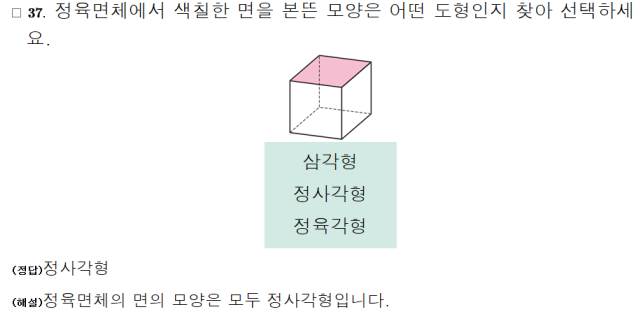 □ 37. 정육면체에서 색칠한 면을 본뜬 모양은 어떤 도형인지 찾아 선택하세
요.
삼각형
정사각형
정육각형
(정답)정사각형
(해설)정육면체의 면의 모양은 모두 정사각형입니다.